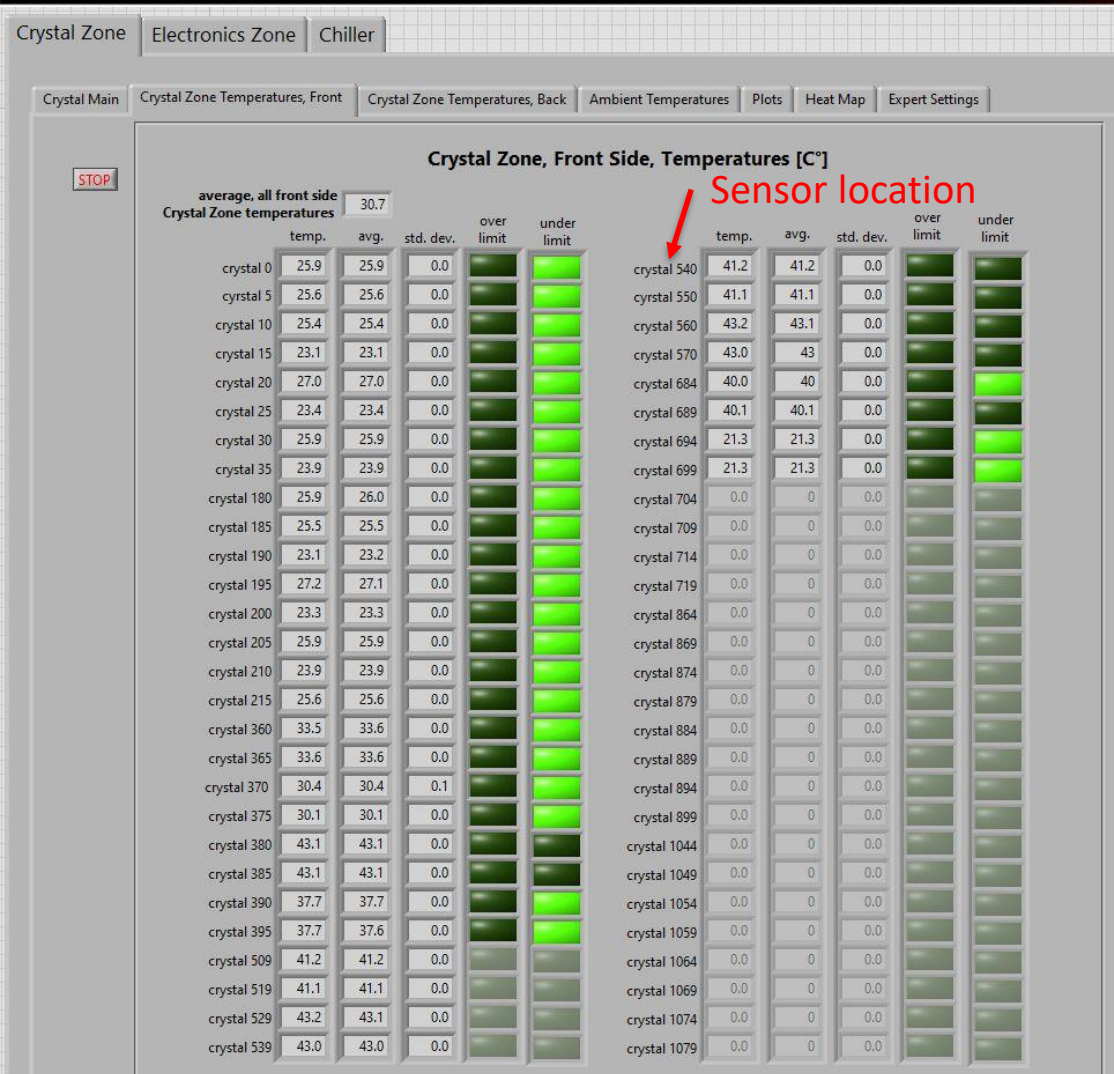 Crystal Zone Electronics Zone Chiller
Crystal Main Crystal Zone Temperatures, Front Crystal Zone Temperatures, Back Ambient Temperatures Plots Heat Map Expert Settings
STOP
Crystal Zone, Front Side, Temperatures [C°]
Sensor location
average, all front side
Crystal Zone temperatures 30.7
temp. avg. std. dev. over limit under limit temp. avg. std. dev. over limit under limit
crystal 0 25.9 25.9 0.0 crystal 540 41.2 41.2 0.0
cyrstal 5 25.6 25.6 0.0 cyrstal 550 41.1 41.1 0.0
crystal 10 25.4 25.4 0.0 crystal 560 43.2 43.1 0.0
crystal 15 23.1 23.1 0.0 crystal 570 43.0 43 0.0
crystal 20 27.0 27.0 0.0 crystal 684 40.0 40 0.0
crystal 25 23.4 23.4 0.0 crystal 689 40.1 40.1 0.0
crystal 30 25.9 25.9 0.0 crystal 694 21.3 21.3 0.0
crystal 35 23.9 23.9 0.0 crystal 699 21.3 21.3 0.0
crystal 180 25.9 26.0 0.0 crystal 704 0.0 0 0.0
crystal 185 25.5 25.5 0.0 crystal 709 0.0 0 0.0
crystal 190 23.1 23.2 0.0 crystal 714 0.0 0 0.0
crystal 195 27.2 27.1 0.0 crystal 719 0.0 0 0.0
crystal 200 23.3 23.3 0.0 crystal 864 0.0 0 0.0
crystal 205 25.9 25.9 0.0 crystal 869 0.0 0 0.0
crystal 210 23.9 23.9 0.0 crystal 874 0.0 0 0.0
crystal 215 25.6 25.6 0.0 crystal 879 0.0 0 0.0
crystal 360 33.5 33.6 0.0 crystal 884 0.0 0 0.0
crystal 365 33.6 33.6 0.0 crystal 889 0.0 0 0.0
crystal 370 30.4 30.4 0.1 crystal 894 0.0 0 0.0
crystal 375 30.1 30.1 0.0 crystal 899 0.0 0 0.0
crystal 380 43.1 43.1 0.0 crystal 1044 0.0 0 0.0
crystal 385 43.1 43.1 0.0 crystal 1049 0.0 0 0.0
crystal 390 37.7 37.7 0.0 crystal 1054 0.0 0 0.0
crystal 395 37.7 37.6 0.0 crystal 1059 0.0 0 0.0
crystal 509 41.2 41.2 0.0 crystal 1064 0.0 0 0.0
crystal 519 41.1 41.1 0.0 crystal 1069 0.0 0 0.0
crystal 529 43.2 43.1 0.0 crystal 1074 0.0 0 0.0
crystal 539 43.0 43.0 0.0 crystal 1079 0.0 0 0.0